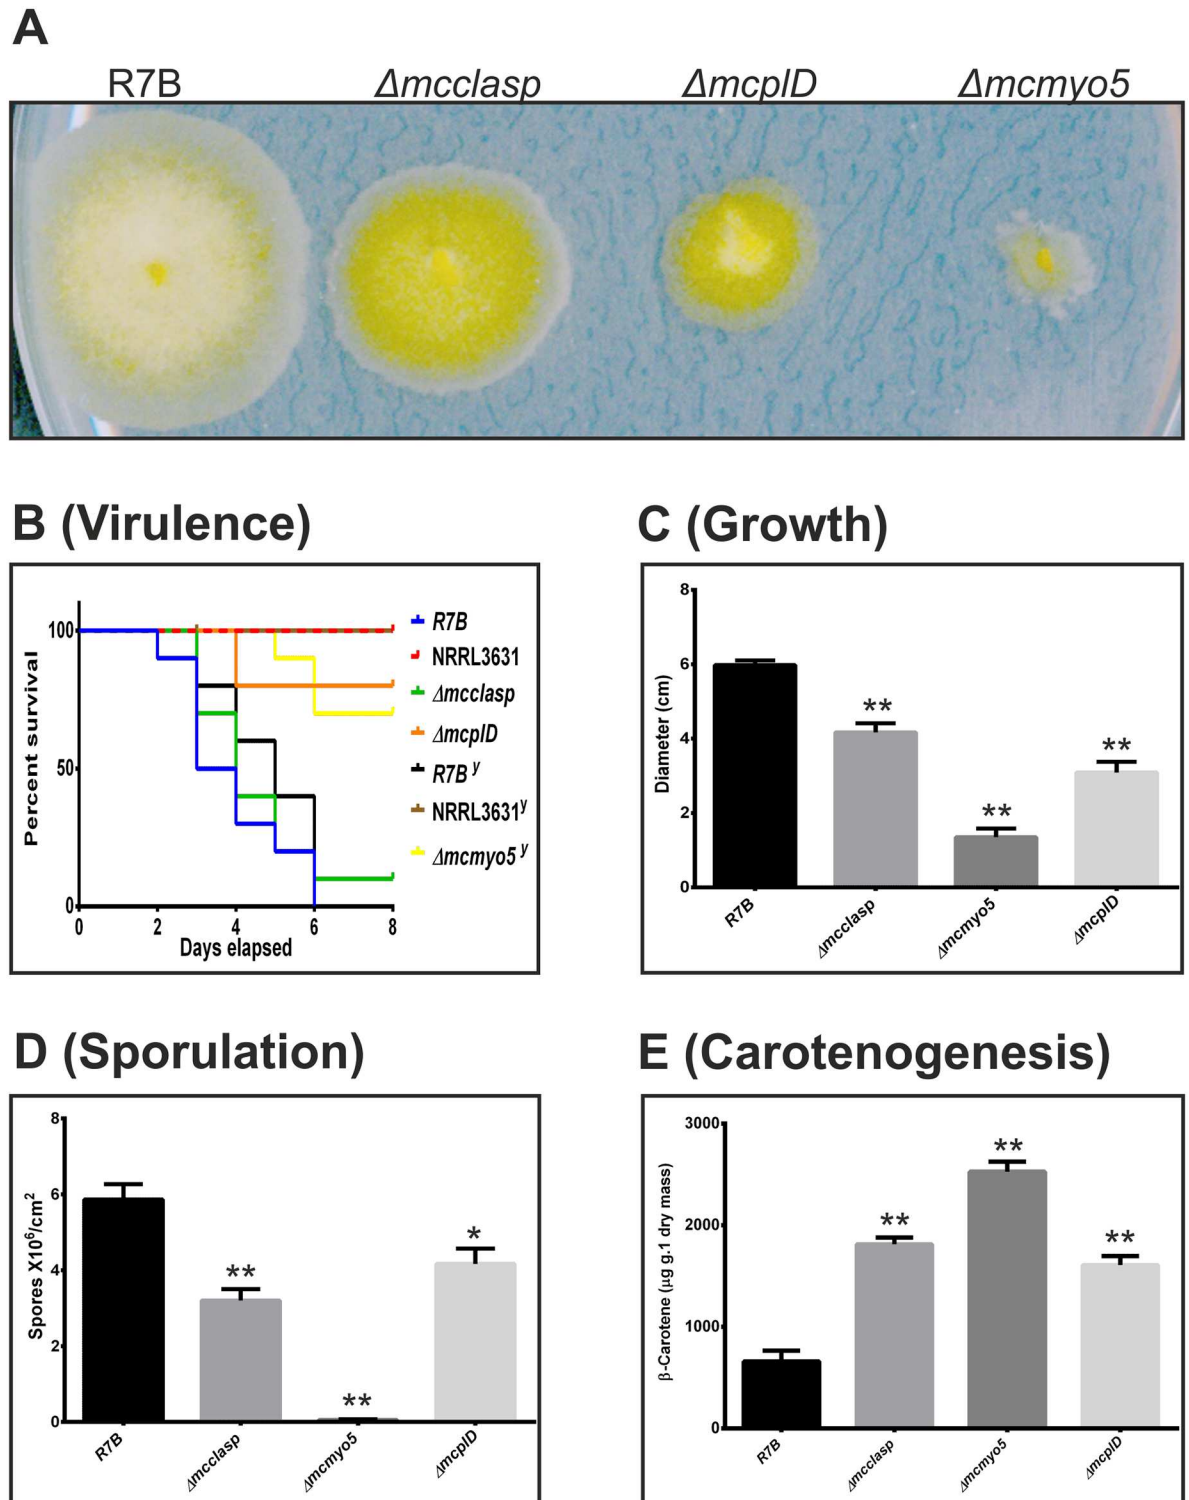 A
R7B Δmcclasp ΔmcplD Δmcmyo5
B (Virulence)
Percent survival
100
50
0
0 2 4 6 8
Days elapsed
R7B
NRRL3631
Δmcclasp
ΔmcplD
R7B y
NRRL3631y
Δmcmyo5 y
C (Growth)
Diameter (cm)
8
6
4
2
0
**
**
**
R7B Δmcclasp Δmcmyo5 ΔmcplD
D (Sporulation)
Spores X10⁶/cm²
8
6
4
2
0
**
**
*
R7B Δmcclasp Δmcmyo5 ΔmcplD
E (Carotenogenesis)
β-Carotene (µg g.1 dry mass)
3000
2000
1000
0
**
**
**
R7B Δmcclasp Δmcmyo5 ΔmcplD